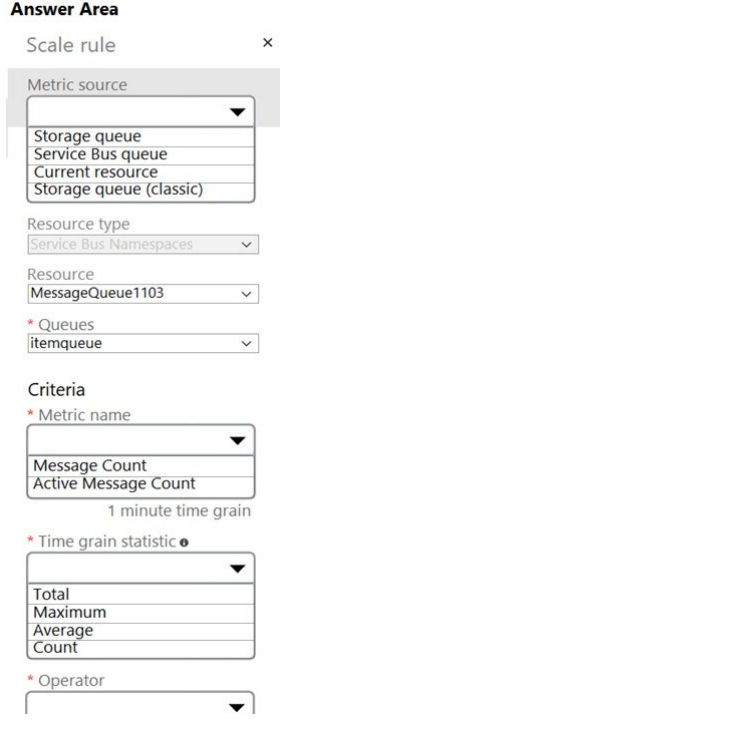 Answer Area
Scale rule ×
Metric source
Storage queue
Service Bus queue
Current resource
Storage queue (classic)
Resource type
Service Bus Namespaces
Resource
MessageQueue1103
* Queues
itemqueue
Criteria
* Metric name
Message Count
Active Message Count
1 minute time grain
* Time grain statistic
Total
Maximum
Average
Count
* Operator